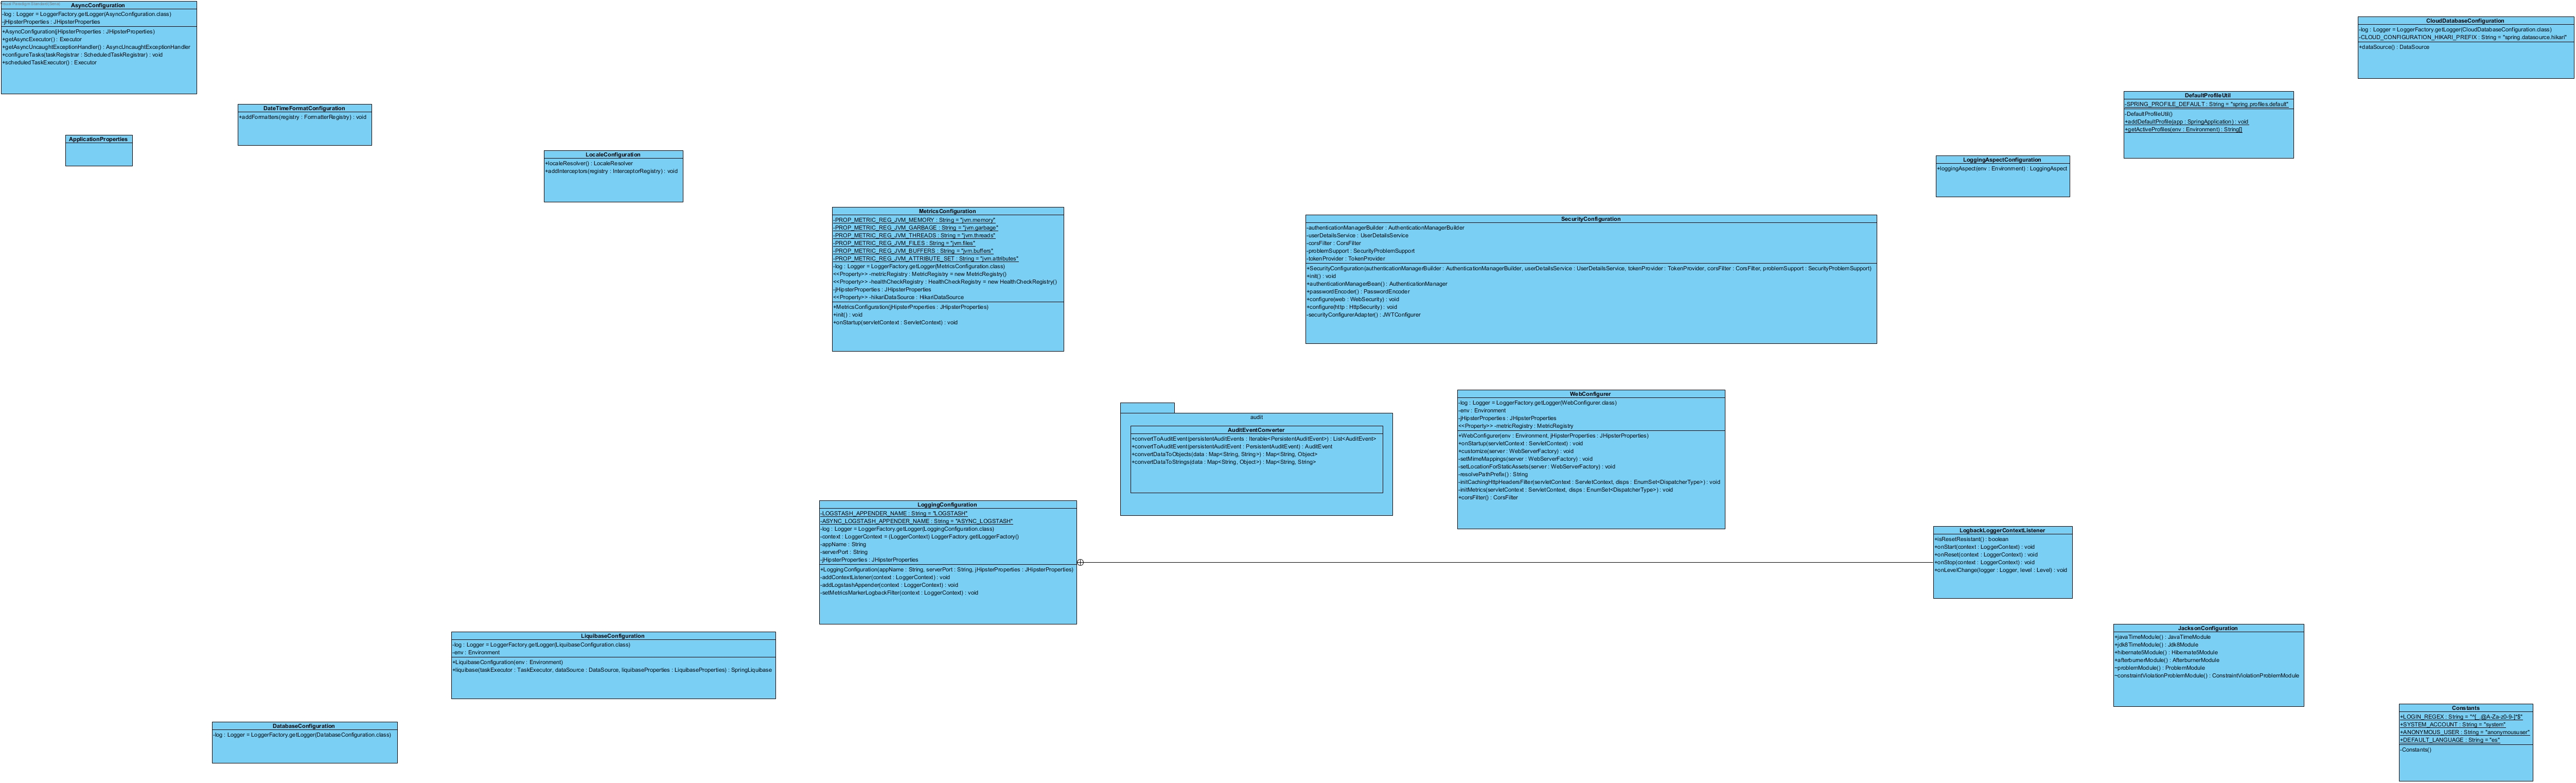 AsyncConfiguration
-log : Logger = LoggerFactory.getLogger(AsyncConfiguration.class)
-jHipsterProperties : JHipsterProperties
+AsyncConfiguration(jHipsterProperties : JHipsterProperties)
+getAsyncExecutor() : Executor
+getAsyncUncaughtExceptionHandler() : AsyncUncaughtExceptionHandler
+configureTasks(taskRegistrar : ScheduledTaskRegistrar) : void
+scheduledTaskExecutor() : Executor
CloudDatabaseConfiguration
-log : Logger = LoggerFactory.getLogger(CloudDatabaseConfiguration.class)
-CLOUD_CONFIGURATION_HIKARI_PREFIX : String = "spring.datasource.hikari"
+dataSource() : DataSource
DateTimeFormatConfiguration
+addFormatters(registry : FormatterRegistry) : void
DefaultProfileUtil
-SPRING_PROFILE_DEFAULT : String = "spring.profiles.default"
-DefaultProfileUtil()
+addDefaultProfile(app : SpringApplication) : void
+getActiveProfiles(env : Environment) : String[]
ApplicationProperties
LocaleConfiguration
+localeResolver() : LocaleResolver
+addInterceptors(registry : InterceptorRegistry) : void
LoggingAspectConfiguration
+loggingAspect(env : Environment) : LoggingAspect
MetricsConfiguration
-PROP_METRIC_REG_JVM_MEMORY : String = "jvm.memory"
-PROP_METRIC_REG_JVM_GARBAGE : String = "jvm.garbage"
-PROP_METRIC_REG_JVM_THREADS : String = "jvm.threads"
-PROP_METRIC_REG_JVM_FILES : String = "jvm.files"
-PROP_METRIC_REG_JVM_BUFFERS : String = "jvm.buffers"
-PROP_METRIC_REG_JVM_ATTRIBUTE_SET : String = "jvm.attributes"
-log : Logger = LoggerFactory.getLogger(MetricsConfiguration.class)
<<Property>> -metricRegistry : MetricRegistry = new MetricRegistry()
<<Property>> -healthCheckRegistry : HealthCheckRegistry = new HealthCheckRegistry()
-jHipsterProperties : JHipsterProperties
<<Property>> -hikariDataSource : HikariDataSource
+MetricsConfiguration(jHipsterProperties : JHipsterProperties)
+init() : void
+onStartup(servletContext : ServletContext) : void
SecurityConfiguration
-authenticationManagerBuilder : AuthenticationManagerBuilder
-userDetailsService : UserDetailsService
-corsFilter : CorsFilter
-problemSupport : SecurityProblemSupport
-tokenProvider : TokenProvider
+SecurityConfiguration(authenticationManagerBuilder : AuthenticationManagerBuilder, userDetailsService : UserDetailsService, tokenProvider : TokenProvider, corsFilter : CorsFilter, problemSupport : SecurityProblemSupport)
+init() : void
+authenticationManagerBean() : AuthenticationManager
+passwordEncoder() : PasswordEncoder
+configure(web : WebSecurity) : void
+configure(http : HttpSecurity) : void
-securityConfigurerAdapter() : JWTConfigurer
audit
AuditEventConverter
+convertToAuditEvent(persistentAuditEvents : Iterable<PersistentAuditEvent>) : List<AuditEvent>
+convertToAuditEvent(persistentAuditEvent : PersistentAuditEvent) : AuditEvent
+convertDataToObjects(data : Map<String, String>) : Map<String, Object>
+convertDataToStrings(data : Map<String, Object>) : Map<String, String>
WebConfigurer
-log : Logger = LoggerFactory.getLogger(WebConfigurer.class)
-env : Environment
-jHipsterProperties : JHipsterProperties
<<Property>> -metricRegistry : MetricRegistry
+WebConfigurer(env : Environment, jHipsterProperties : JHipsterProperties)
+onStartup(servletContext : ServletContext) : void
+customize(server : WebServerFactory) : void
-setMimeMappings(server : WebServerFactory) : void
-setLocationForStaticAssets(server : WebServerFactory) : void
-resolvePathPrefix() : String
-initCachingHttpHeadersFilter(servletContext : ServletContext, disps : EnumSet<DispatcherType>) : void
-initMetrics(servletContext : ServletContext, disps : EnumSet<DispatcherType>) : void
+corsFilter() : CorsFilter
LoggingConfiguration
-LOGSTASH_APPENDER_NAME : String = "LOGSTASH"
-ASYNC_LOGSTASH_APPENDER_NAME : String = "ASYNC_LOGSTASH"
-log : Logger = LoggerFactory.getLogger(LoggingConfiguration.class)
-context : LoggerContext = (LoggerContext) LoggerFactory.getILoggerFactory()
-appName : String
-serverPort : String
-jHipsterProperties : JHipsterProperties
+LoggingConfiguration(appName : String, serverPort : String, jHipsterProperties : JHipsterProperties)
-addContextListener(context : LoggerContext) : void
-addLogstashAppender(context : LoggerContext) : void
-setMetricsMarkerLogbackFilter(context : LoggerContext) : void
LogbackLoggerContextListener
+isResetResistant() : boolean
+onStart(context : LoggerContext) : void
+onReset(context : LoggerContext) : void
+onStop(context : LoggerContext) : void
+onLevelChange(logger : Logger, level : Level) : void
LiquibaseConfiguration
-log : Logger = LoggerFactory.getLogger(LiquibaseConfiguration.class)
-env : Environment
+LiquibaseConfiguration(env : Environment)
+liquibase(taskExecutor : TaskExecutor, dataSource : DataSource, liquibaseProperties : LiquibaseProperties) : SpringLiquibase
JacksonConfiguration
+javaTimeModule() : JavaTimeModule
+jdk8TimeModule() : Jdk8Module
+hibernate5Module() : Hibernate5Module
+afterburnerModule() : AfterburnerModule
~problemModule() : ProblemModule
~constraintViolationProblemModule() : ConstraintViolationProblemModule
DatabaseConfiguration
-log : Logger = LoggerFactory.getLogger(DatabaseConfiguration.class)
Constants
+LOGIN_REGEX : String = "^[_.@A-Za-z0-9-]*$"
+SYSTEM_ACCOUNT : String = "system"
+ANONYMOUS_USER : String = "anonymoususer"
+DEFAULT_LANGUAGE : String = "es"
-Constants()